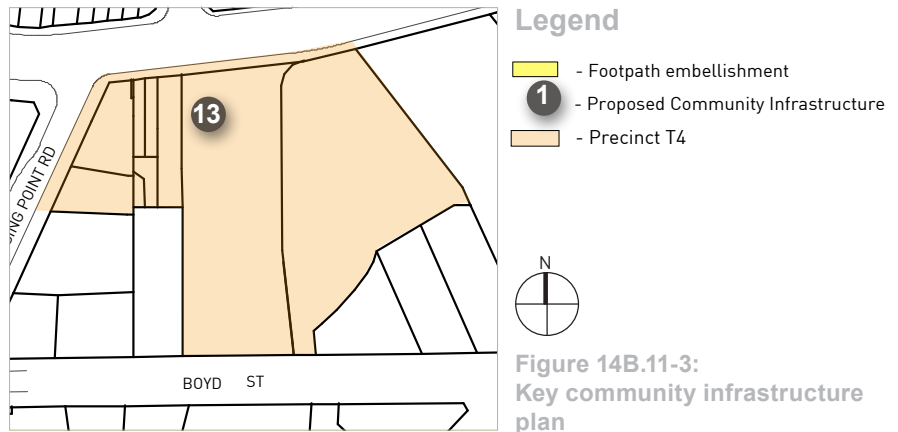 13
ING POINT RD
BOYD ST
Legend
- Footpath embellishment
1 - Proposed Community Infrastructure
- Precinct T4
N
Figure 14B.11-3:
Key community infrastructure
plan